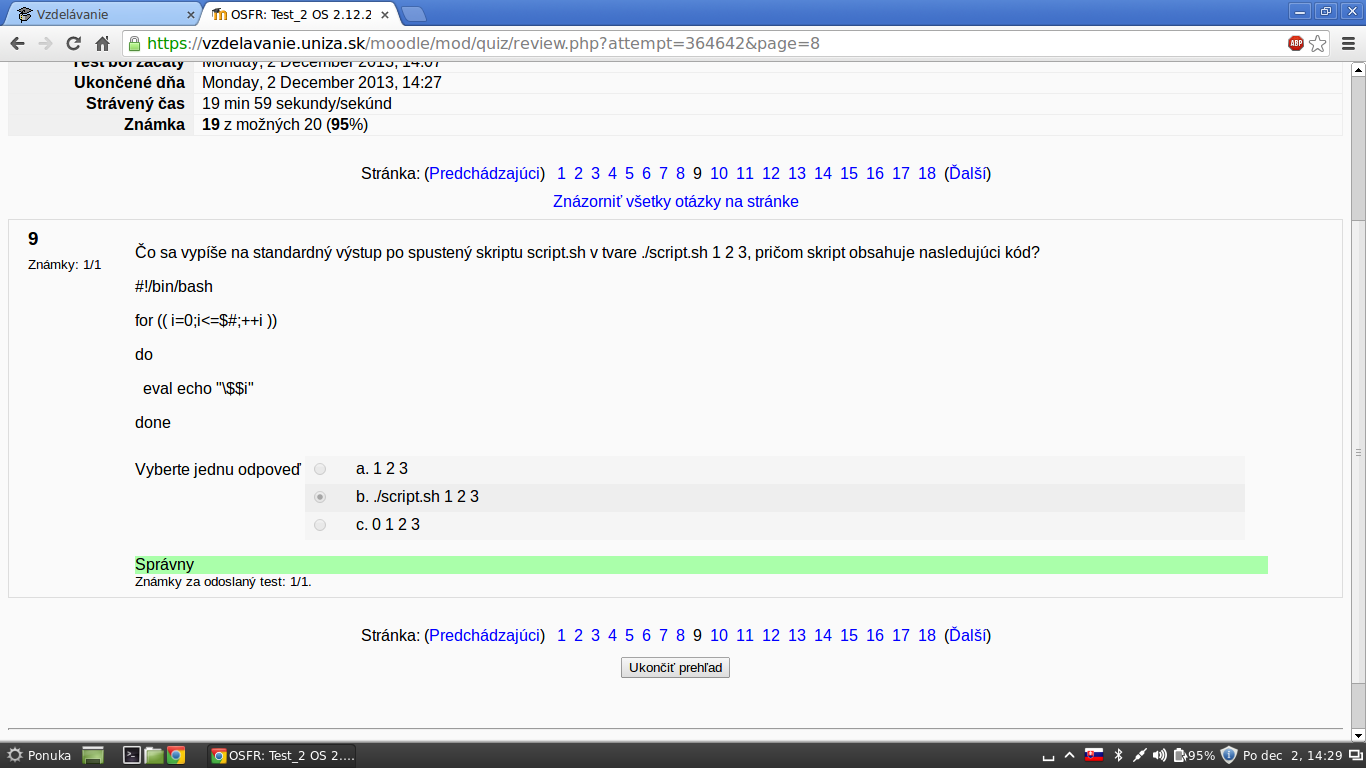 Vzdelávanie
OSFR: Test_2 OS 2.12.2
https://vzdelavanie.uniza.sk/moodle/mod/quiz/review.php?attempt=364642&page=8
ABP
Test bol začatý Monday, 2 December 2013, 14:07
Ukončené dňa Monday, 2 December 2013, 14:27
Strávený čas 19 min 59 sekundy/sekúnd
Známka 19 z možných 20 (95%)
Stránka: (Predchádzajúci) 1 2 3 4 5 6 7 8 9 10 11 12 13 14 15 16 17 18 (Ďalší)
Znázorniť všetky otázky na stránke
9
Známky: 1/1
Čo sa vypíše na standardný výstup po spustený skriptu script.sh v tvare ./script.sh 1 2 3, pričom skript obsahuje nasledujúci kód?
#!/bin/bash
for (( i=0;i<=$#;++i ))
do
eval echo "\$$i"
done
Vyberte jednu odpoveď
a. 1 2 3
b. ./script.sh 1 2 3
c. 0 1 2 3
Správny
Známky za odoslaný test: 1/1.
Stránka: (Predchádzajúci) 1 2 3 4 5 6 7 8 9 10 11 12 13 14 15 16 17 18 (Ďalší)
Ukončiť prehľad
Ponuka
OSFR: Test_2 OS 2....
95%
Po dec 2, 14:29